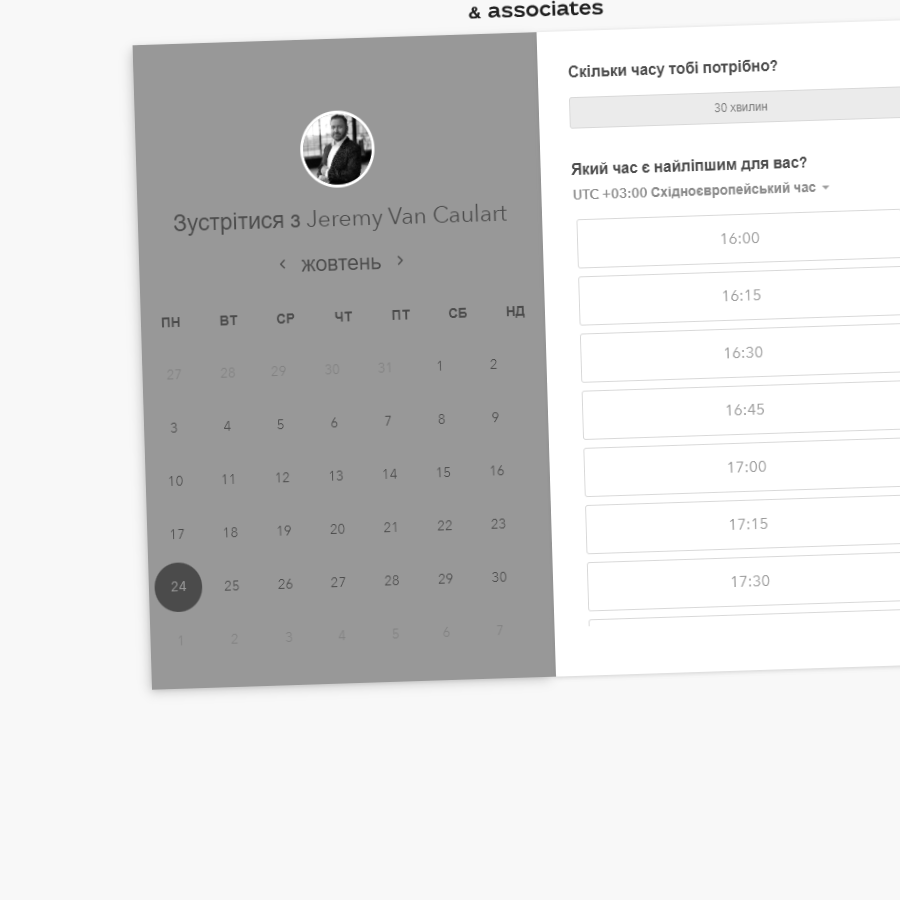 & associates
Зустрітися з Jeremy Van Caulart
жовтень
ПН ВТ СР ЧТ ПТ СБ НД
27 28 29 30 31 1 2
3 4 5 6 7 8 9
10 11 12 13 14 15 16
17 18 19 20 21 22 23
24 25 26 27 28 29 30
1 2 3 4 5 6 7
Скільки часу тобі потрібно?
30 хвилин
Який час є найліпшим для вас?
UTC +03:00 Східноєвропейський час
16:00
16:15
16:30
16:45
17:00
17:15
17:30